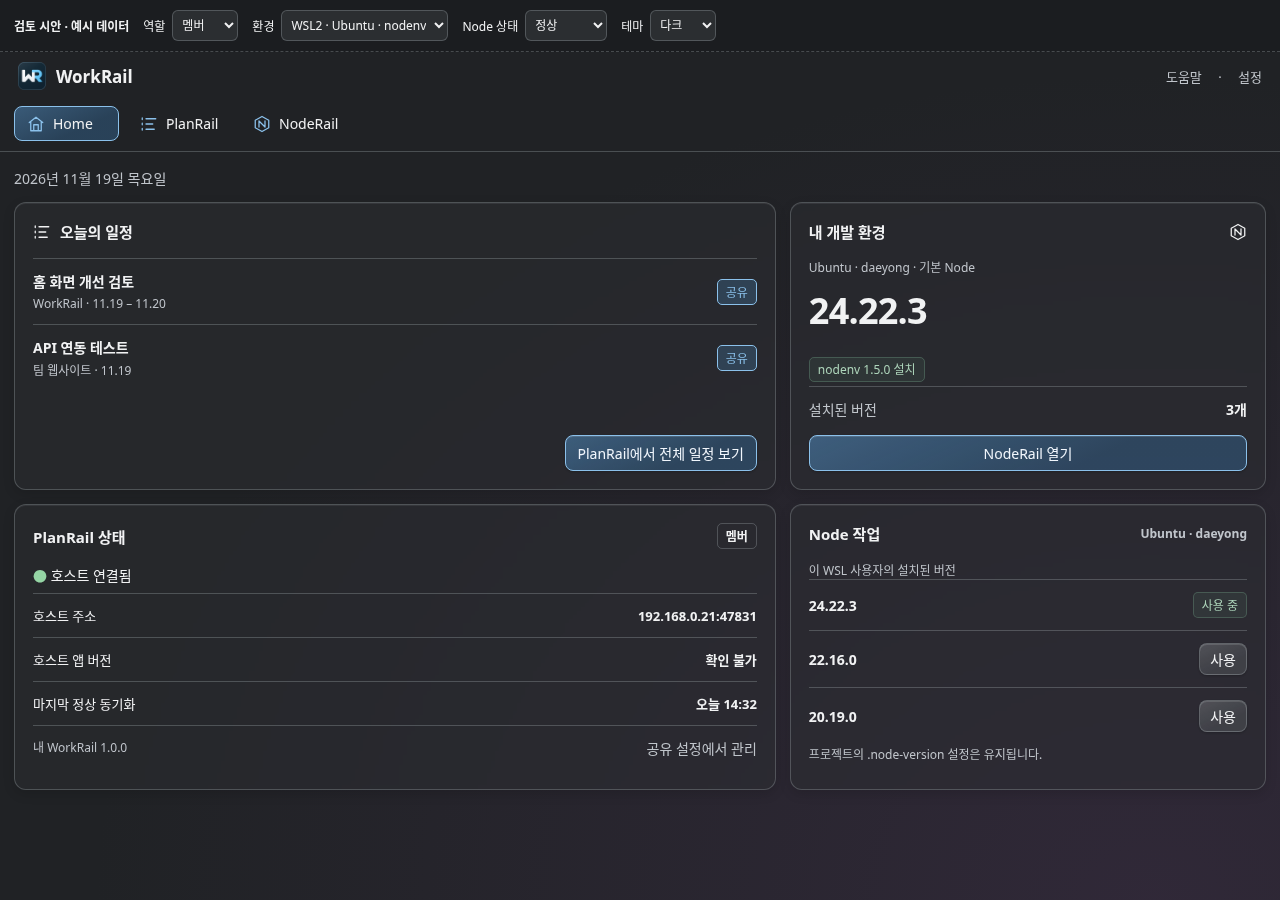 검토 시안 · 예시 데이터 역할 멤버 환경 WSL2 · Ubuntu · nodenv Node 상태 정상 테마 다크
WR WorkRail 도움말 · 설정
Home PlanRail NodeRail
2026년 11월 19일 목요일
오늘의 일정
홈 화면 개선 검토
WorkRail · 11.19 – 11.20
공유
API 연동 테스트
팀 웹사이트 · 11.19
공유
PlanRail에서 전체 일정 보기
내 개발 환경
Ubuntu · daeyong · 기본 Node
24.22.3
nodenv 1.5.0 설치
설치된 버전 3개
NodeRail 열기
PlanRail 상태 멤버
호스트 연결됨
호스트 주소 192.168.0.21:47831
호스트 앱 버전 확인 불가
마지막 정상 동기화 오늘 14:32
내 WorkRail 1.0.0 공유 설정에서 관리
Node 작업 Ubuntu · daeyong
이 WSL 사용자의 설치된 버전
24.22.3 사용 중
22.16.0 사용
20.19.0 사용
프로젝트의 .node-version 설정은 유지됩니다.